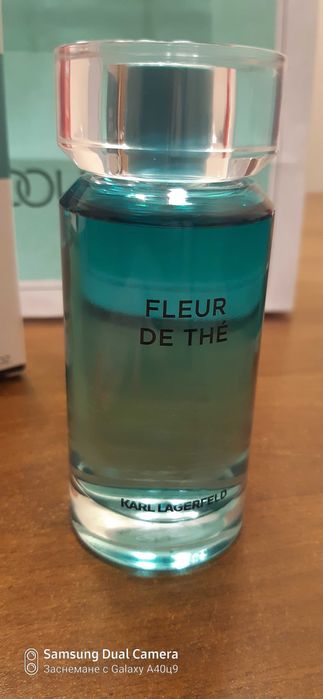 FLEUR
DE THÉ
KARL LAGERFELD
Samsung Dual Camera
Заснемане с Galaxy A40ц9